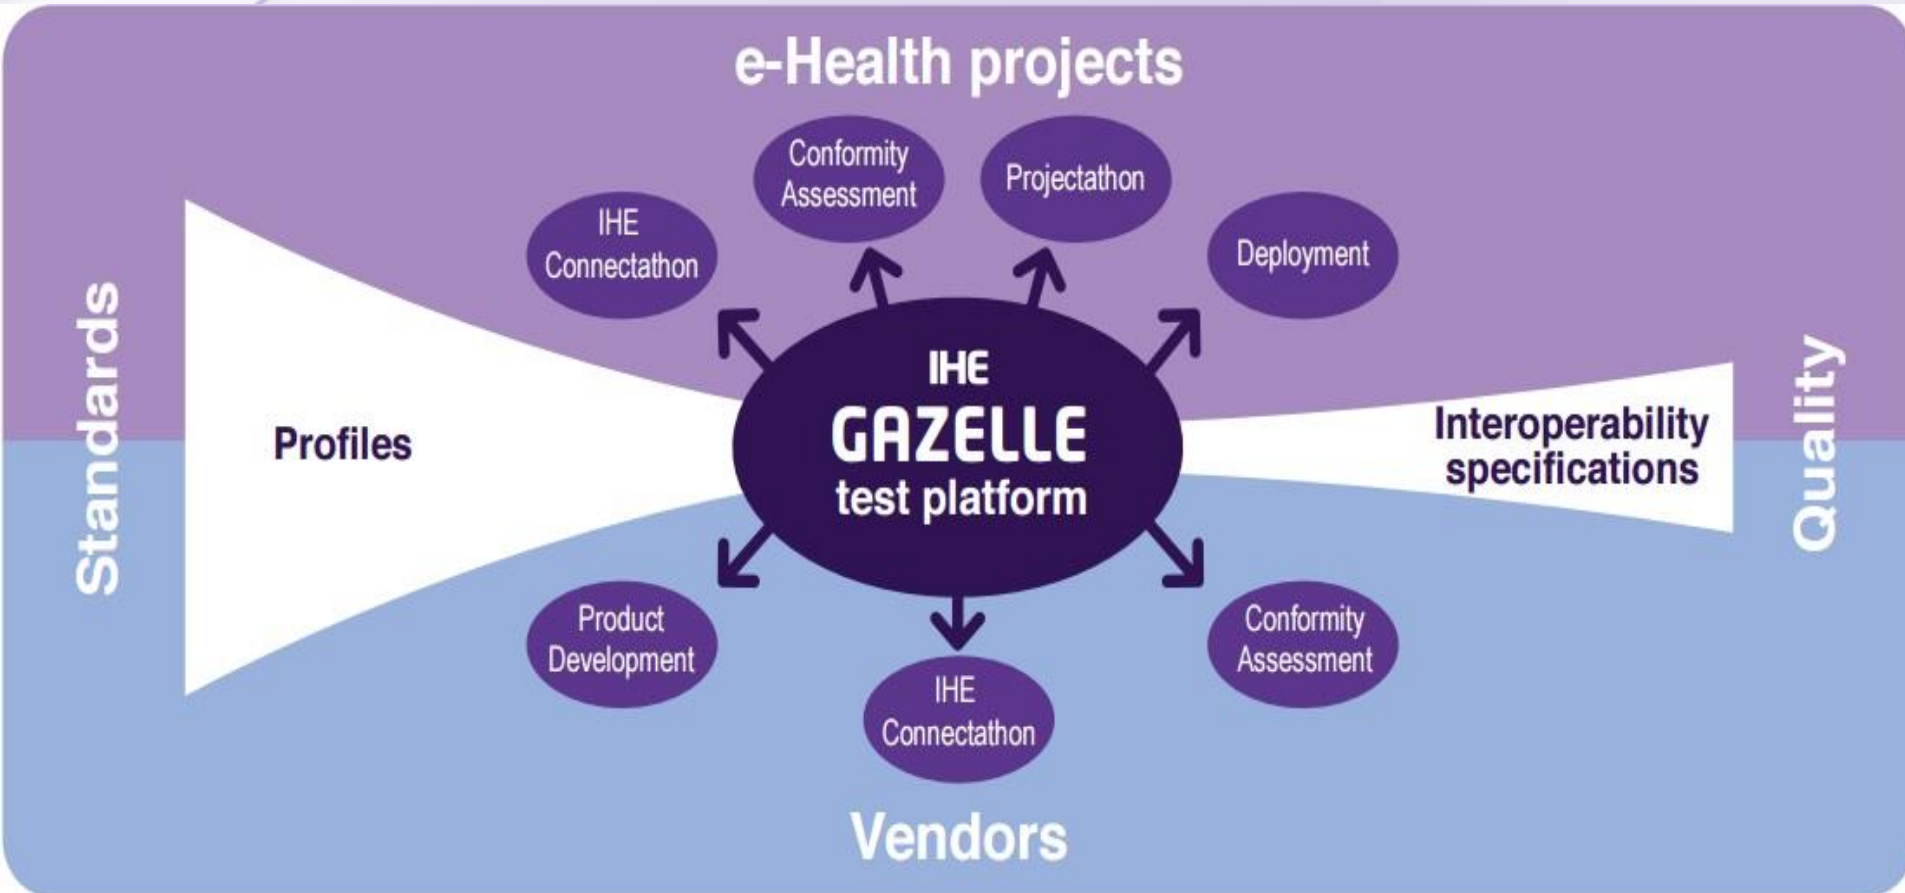 e-Health projects
Conformity
Assessment
Projectathon
IHE
Connectathon
Deployment
Standards
Profiles
IHE
GAZELLE
test platform
Interoperability
specifications
Quality
Product
Development
IHE
Connectathon
Conformity
Assessment
Vendors